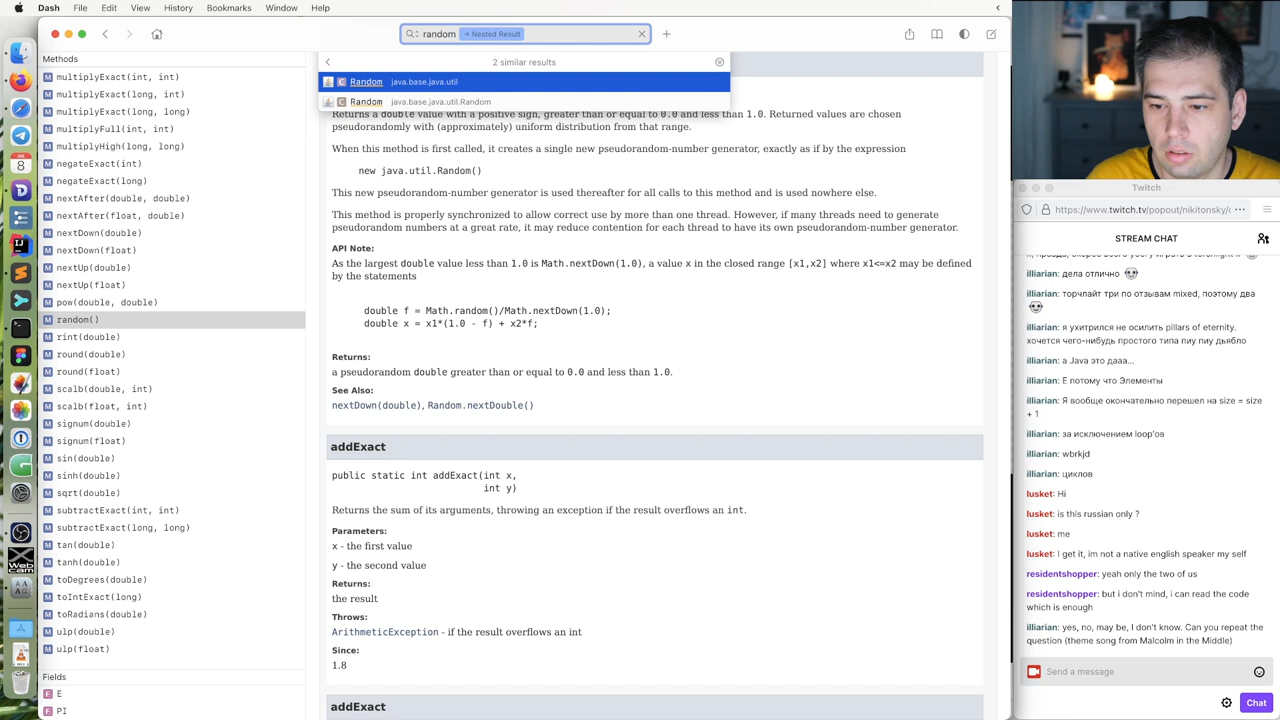 Dash File Edit View History Bookmarks Window Help
random → Nested Result
Methods
multiplyExact(int, int)
multiplyExact(long, int)
multiplyExact(long, long)
multiplyFull(int, int)
multiplyHigh(long, long)
negateExact(int)
negateExact(long)
nextAfter(double, double)
nextAfter(float, double)
nextDown(double)
nextDown(float)
nextUp(double)
nextUp(float)
pow(double, double)
random()
rint(double)
round(double)
round(float)
scalb(double, int)
scalb(float, int)
signum(double)
signum(float)
sin(double)
sinh(double)
sqrt(double)
subtractExact(int, int)
subtractExact(long, long)
tan(double)
tanh(double)
toDegrees(double)
toIntExact(long)
toRadians(double)
ulp(double)
ulp(float)
Fields
E
PI
2 similar results
Random java.base.java.util
Random java.base.java.util.Random
Returns a double value with a positive sign, greater than or equal to 0.0 and less than 1.0. Returned values are chosen
pseudorandomly with (approximately) uniform distribution from that range.
When this method is first called, it creates a single new pseudorandom-number generator, exactly as if by the expression
new java.util.Random()
This new pseudorandom-number generator is used thereafter for all calls to this method and is used nowhere else.
This method is properly synchronized to allow correct use by more than one thread. However, if many threads need to generate
pseudorandom numbers at a great rate, it may reduce contention for each thread to have its own pseudorandom-number generator.
API Note:
As the largest double value less than 1.0 is Math.nextDown(1.0), a value x in the closed range [x1,x2] where x1<=x2 may be defined
by the statements
double f = Math.random()/Math.nextDown(1.0);
double x = x1*(1.0 - f) + x2*f;
Returns:
a pseudorandom double greater than or equal to 0.0 and less than 1.0.
See Also:
nextDown(double), Random.nextDouble()
addExact
public static int addExact(int x,
int y)
Returns the sum of its arguments, throwing an exception if the result overflows an int.
Parameters:
x - the first value
y - the second value
Returns:
the result
Throws:
ArithmeticException - if the result overflows an int
Since:
1.8
addExact
Twitch
https://www.twitch.tv/popout/nikitonsky/
STREAM CHAT
illiarian: дела отлично
illiarian: торчлайт три по отзывам mixed, поэтому два
illiarian: я ухитрился не осилить pillars of eternity.
хочется чего-нибудь простого типа пиу пиу дьябло
illiarian: а Java это дааа...
illiarian: E потому что Элементы
illiarian: Я вообще окончательно перешел на size = size
+ 1
illiarian: за исключением loop'ов
illiarian: wbrkjd
illiarian: циклов
lusket: Hi
lusket: is this russian only ?
lusket: me
lusket: I get it, im not a native english speaker my self
residentshopper: yeah only the two of us
residentshopper: but i don't mind, i can read the code
which is enough
illiarian: yes, no, may be, I don't know. Can you repeat the
question (theme song from Malcolm in the Middle)
Send a message
Chat